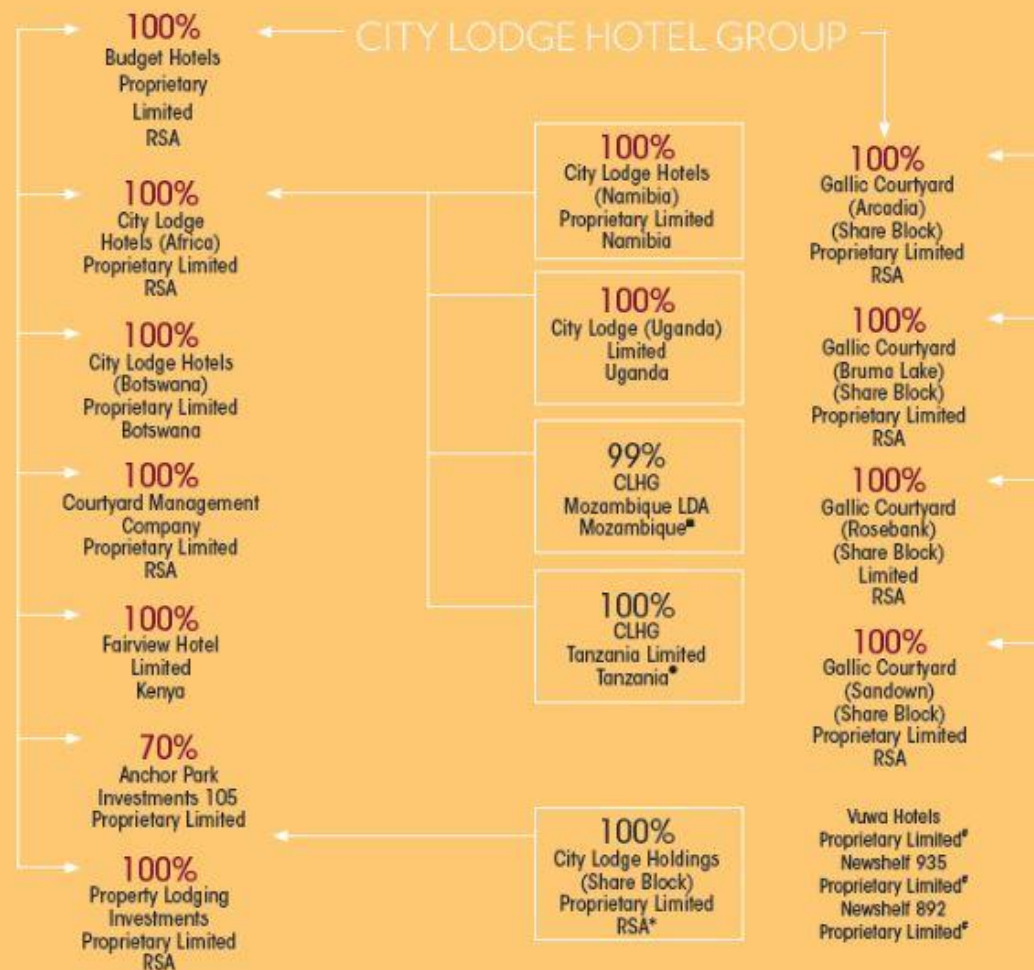 CITY LODGE HOTEL GROUP
100%
Budget Hotels
Proprietary
Limited
RSA
100%
City Lodge
Hotels (Africa)
Proprietary Limited
RSA
100%
City Lodge Hotels
(Botswana)
Proprietary Limited
Botswana
100%
Courtyard Management
Company
Proprietary Limited
RSA
100%
Fairview Hotel
Limited
Kenya
70%
Anchor Park
Investments 105
Proprietary Limited
100%
Property Lodging
Investments
Proprietary Limited
RSA
100%
City Lodge Hotels
(Namibia)
Proprietary Limited
Namibia
100%
City Lodge (Uganda)
Limited
Uganda
99%
CLHG
Mozambique LDA
Mozambique■
100%
CLHG
Tanzania Limited
Tanzania●
100%
City Lodge Holdings
(Share Block)
Proprietary Limited
RSA*
100%
Gallic Courtyard
(Arcadia)
(Share Block)
Proprietary Limited
RSA
100%
Gallic Courtyard
(Bruma Lake)
(Share Block)
Proprietary Limited
RSA
100%
Gallic Courtyard
(Rosebank)
(Share Block)
Limited
RSA
100%
Gallic Courtyard
(Sandown)
(Share Block)
Proprietary Limited
RSA
Vuwa Hotels
Proprietary Limited#
Newshelf 935
Proprietary Limited#
Newshelf 892
Proprietary Limited#